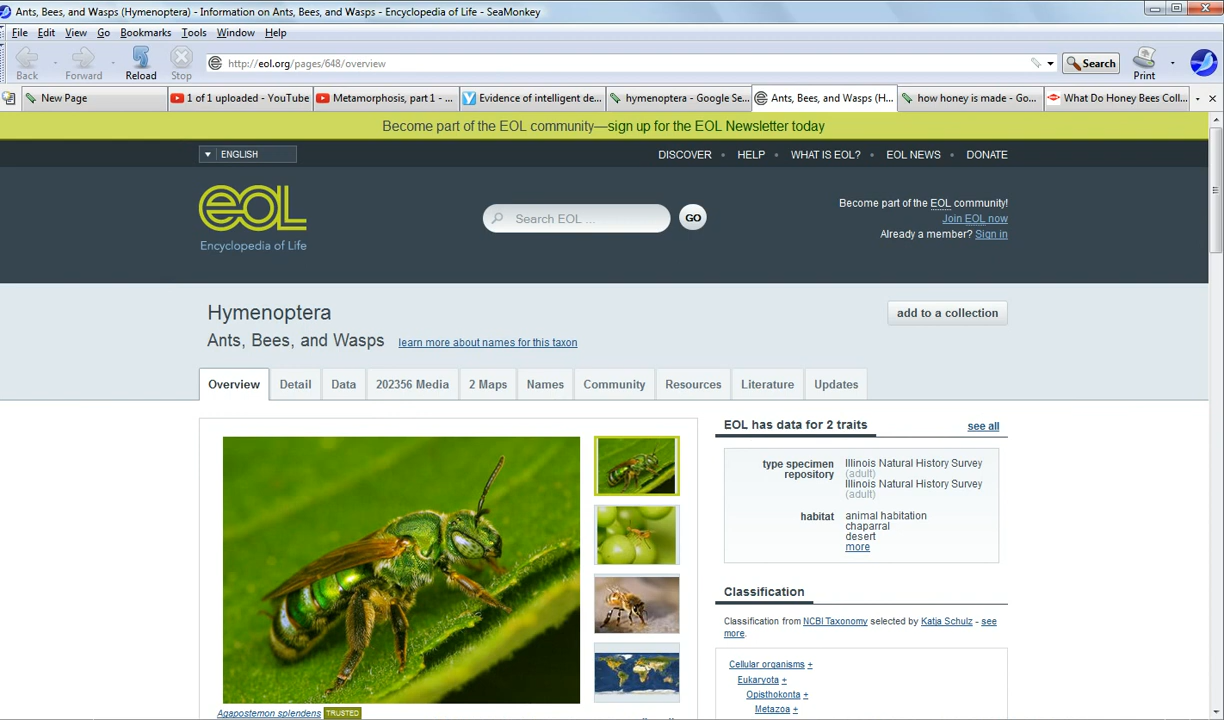 Ants, Bees, and Wasps (Hymenoptera) - Information on Ants, Bees, and Wasps - Encyclopedia of Life - SeaMonkey
File Edit View Go Bookmarks Tools Window Help
Back Forward Reload Stop http://eol.org/pages/648/overview Search Print
New Page 1 of 1 uploaded - YouTube Metamorphosis, part 1 - ... Evidence of intelligent de... hymenoptera - Google Se... Ants, Bees, and Wasps (H... how honey is made - Go... What Do Honey Bees Coll...
Become part of the EOL community—sign up for the EOL Newsletter today
ENGLISH DISCOVER • HELP • WHAT IS EOL? • EOL NEWS • DONATE
eOL
Encyclopedia of Life
Search EOL ... GO
Become part of the EOL community!
Join EOL now
Already a member? Sign in
Hymenoptera
Ants, Bees, and Wasps learn more about names for this taxon
add to a collection
Overview Detail Data 202356 Media 2 Maps Names Community Resources Literature Updates
Agapostemon splendens TRUSTED
EOL has data for 2 traits see all
type specimen repository Illinois Natural History Survey
(adult)
Illinois Natural History Survey
(adult)
habitat animal habitation
chaparral
desert
more
Classification
Classification from NCBI Taxonomy selected by Katja Schulz - see
more.
Cellular organisms +
Eukaryota +
Opisthokonta +
Metazoa +